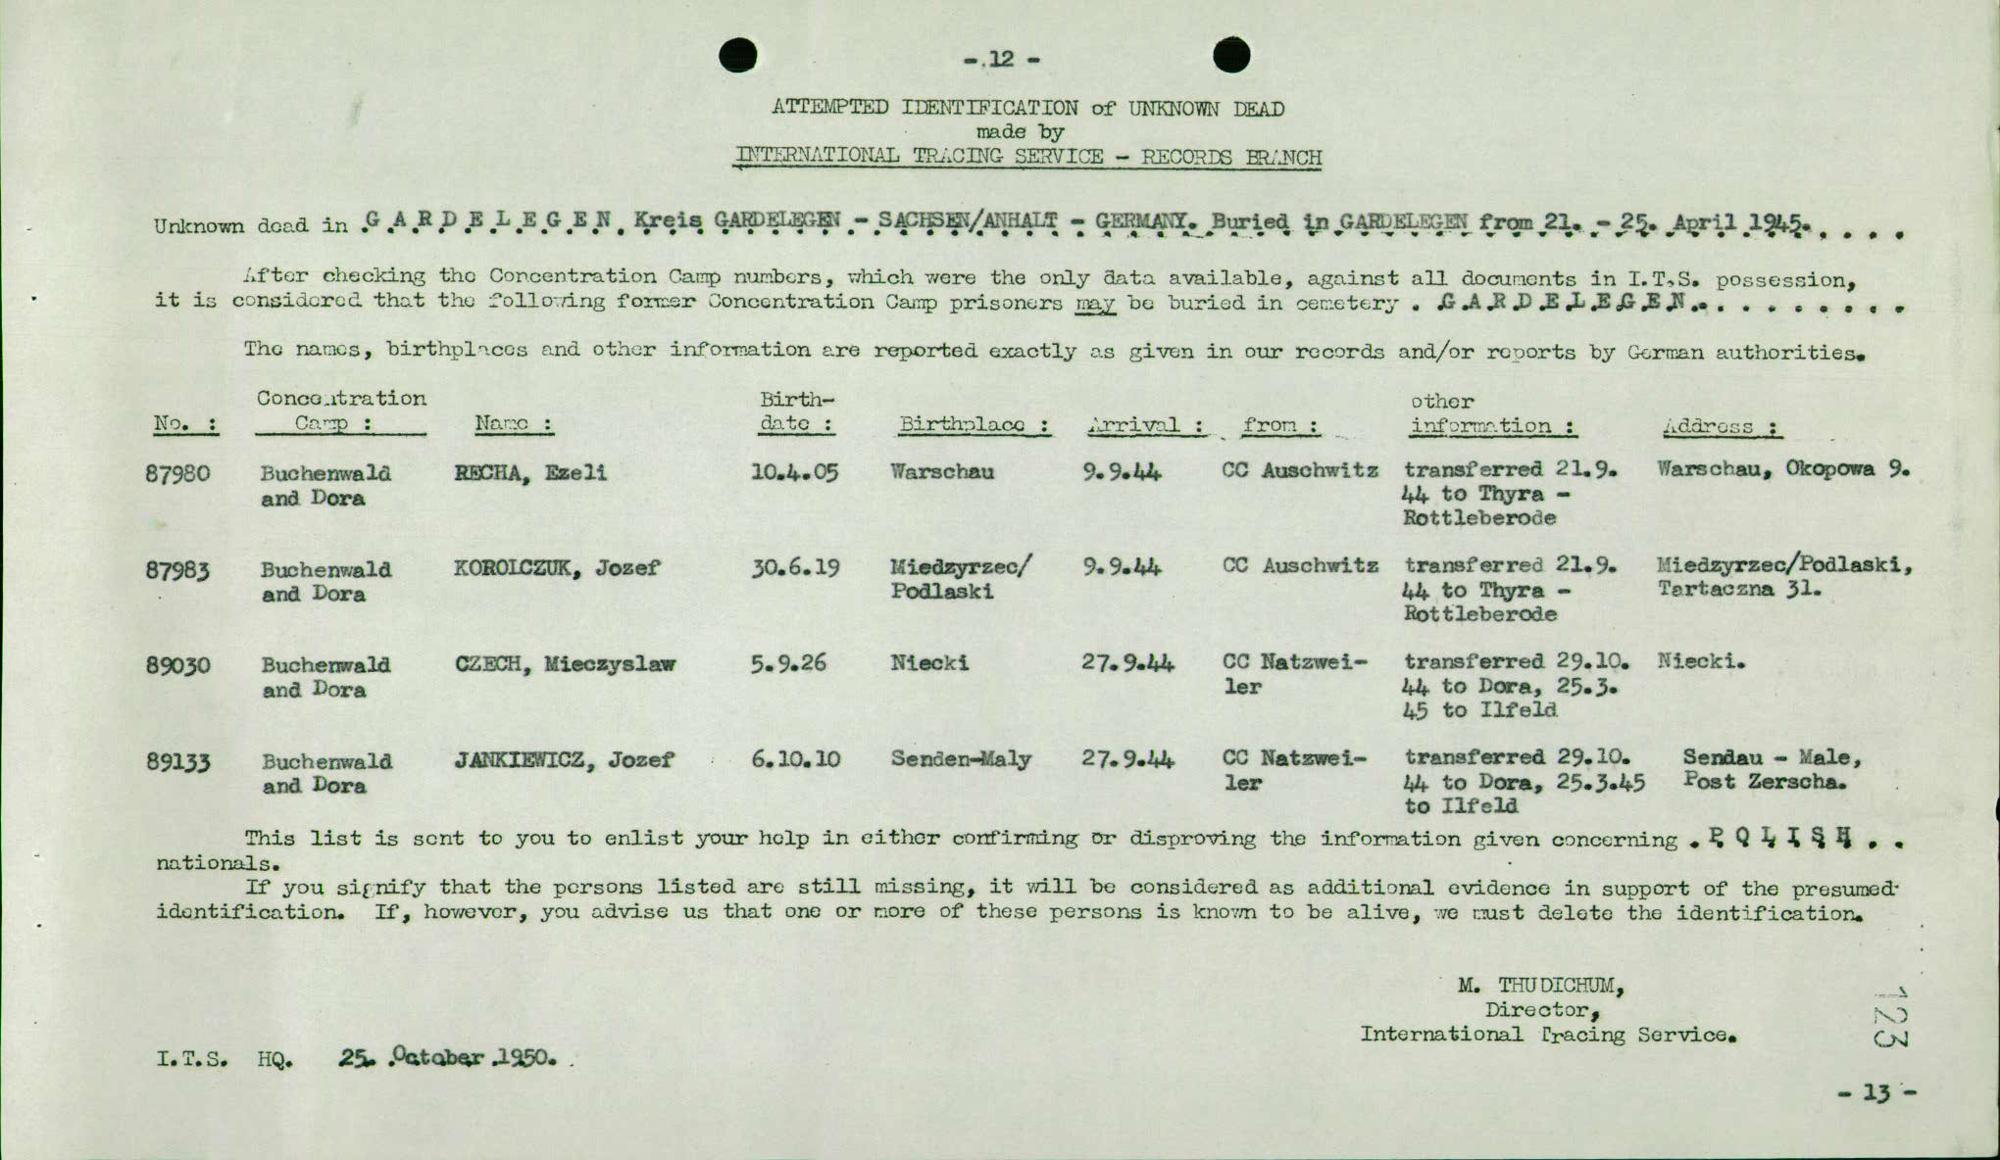 - 12 -
ATTEMPTED IDENTIFICATION of UNKNOWN DEAD
made by
INTERNATIONAL TRACING SERVICE - RECORDS BRANCH
Unknown dead in G.A.R.D.E.L.E.G.E.N. Kreis GARDELEGEN - SACHSEN/ANHALT - GERMANY. Buried in GARDELEGEN from 21. - 25. April 1945. . . . .
After checking the Concentration Camp numbers, which were the only data available, against all documents in I.T.S. possession,
it is considered that the following former Concentration Camp prisoners may be buried in cemetery . G.A.R.D.E.L.E.G.E.N. . . . . . . . .
The names, birthplaces and other information are reported exactly as given in our records and/or reports by German authorities.
Concentration Birth- other
No. : Camp : Name : date : Birthplace : Arrival : from : information : Address :
87980 Buchenwald RECHA, Ezeli 10.4.05 Warschau 9.9.44 CC Auschwitz transferred 21.9. Warschau, Okopowa 9.
and Dora 44 to Thyra -
Rottleberode
87983 Buchenwald KOROLCZUK, Jozef 30.6.19 Miedzyrzec/ 9.9.44 CC Auschwitz transferred 21.9. Miedzyrzec/Podlaski,
and Dora Podlaski 44 to Thyra - Tartaczna 31.
Rottleberode
89030 Buchenwald CZECH, Mieczyslaw 5.9.26 Niecki 27.9.44 CC Natzwei- transferred 29.10. Niecki.
and Dora ler 44 to Dora, 25.3.
45 to Ilfeld
89133 Buchenwald JANKIEWICZ, Jozef 6.10.10 Senden-Maly 27.9.44 CC Natzwei- transferred 29.10. Sendau - Male,
and Dora ler 44 to Dora, 25.3.45 Post Zerscha.
to Ilfeld
This list is sent to you to enlist your help in either confirming or disproving the information given concerning . P O L I S H . .
nationals.
If you signify that the persons listed are still missing, it will be considered as additional evidence in support of the presumed
identification. If, however, you advise us that one or more of these persons is known to be alive, we must delete the identification.
M. THUDICHUM,
Director,
International Tracing Service.
I.T.S. HQ. 25. October 1950.
123
- 13 -